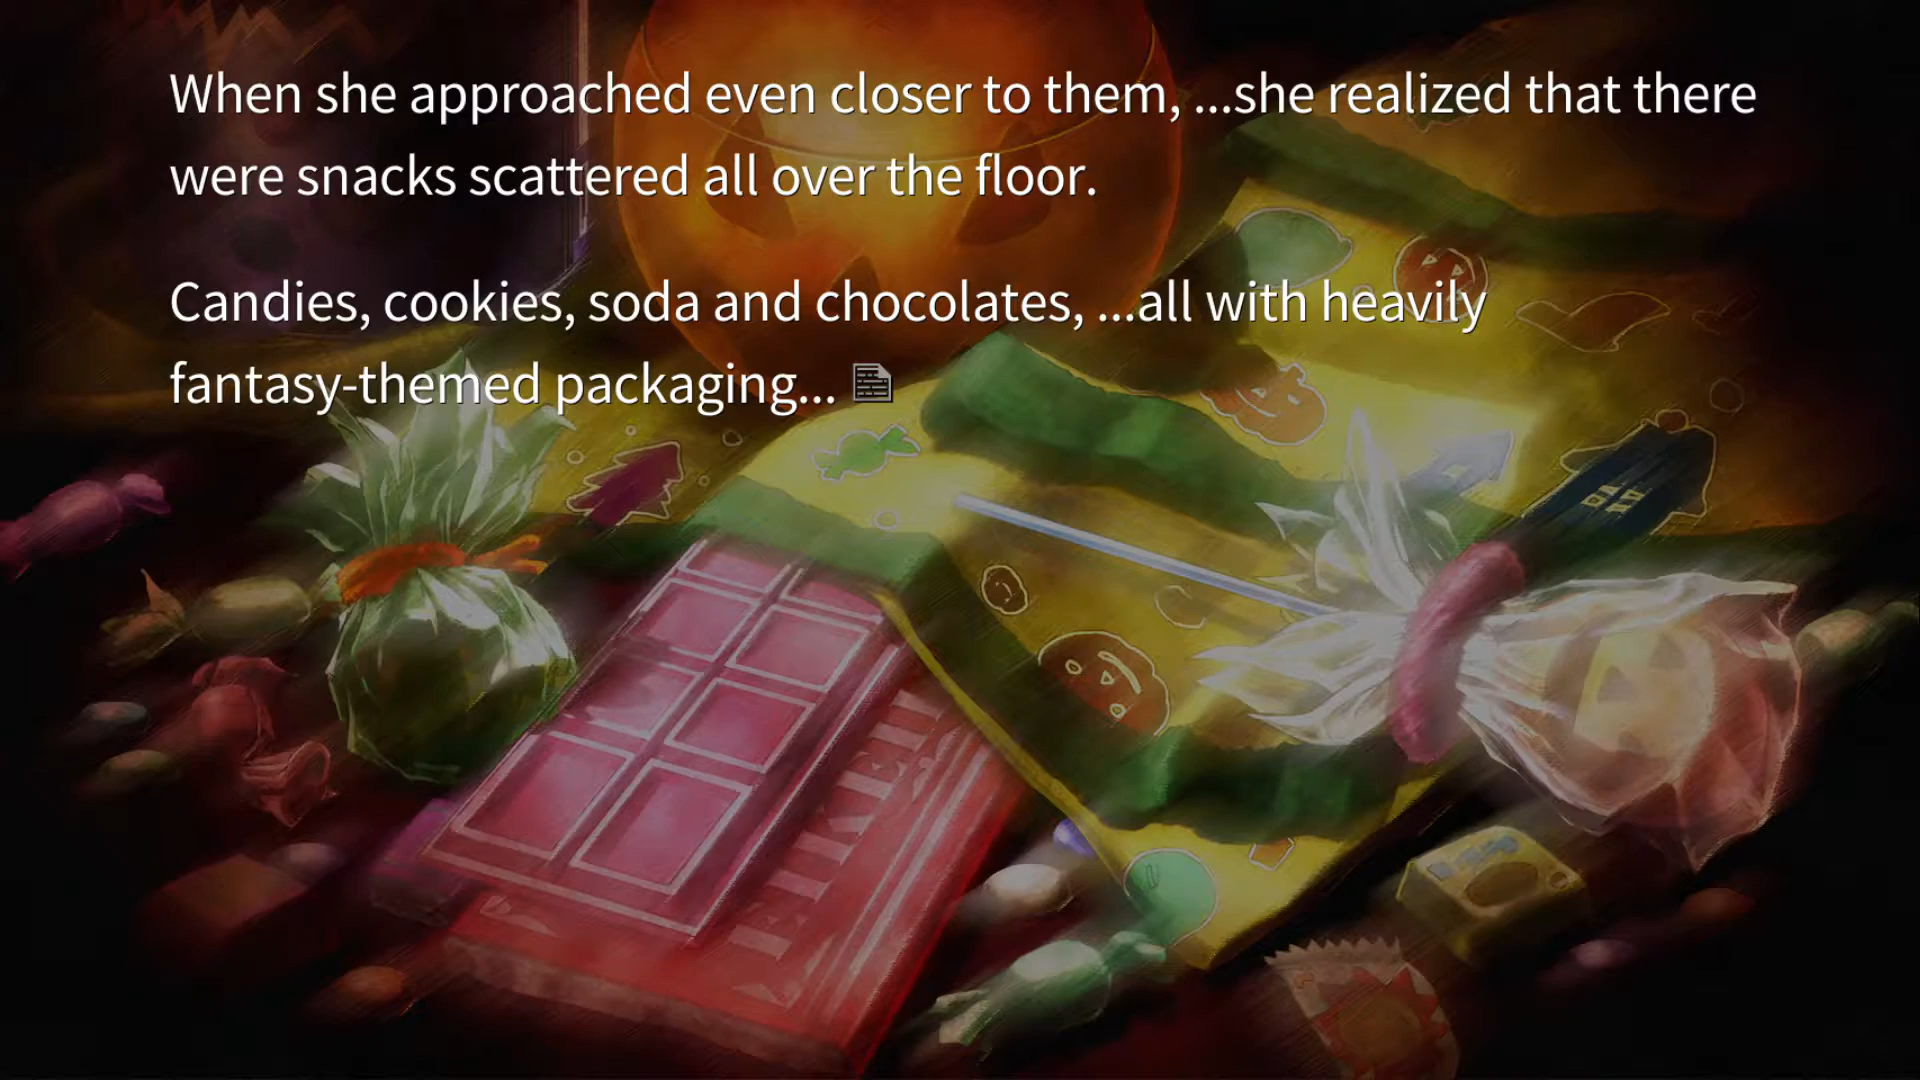 When she approached even closer to them, ...she realized that there
were snacks scattered all over the floor.
Candies, cookies, soda and chocolates, ...all with heavily
fantasy-themed packaging...